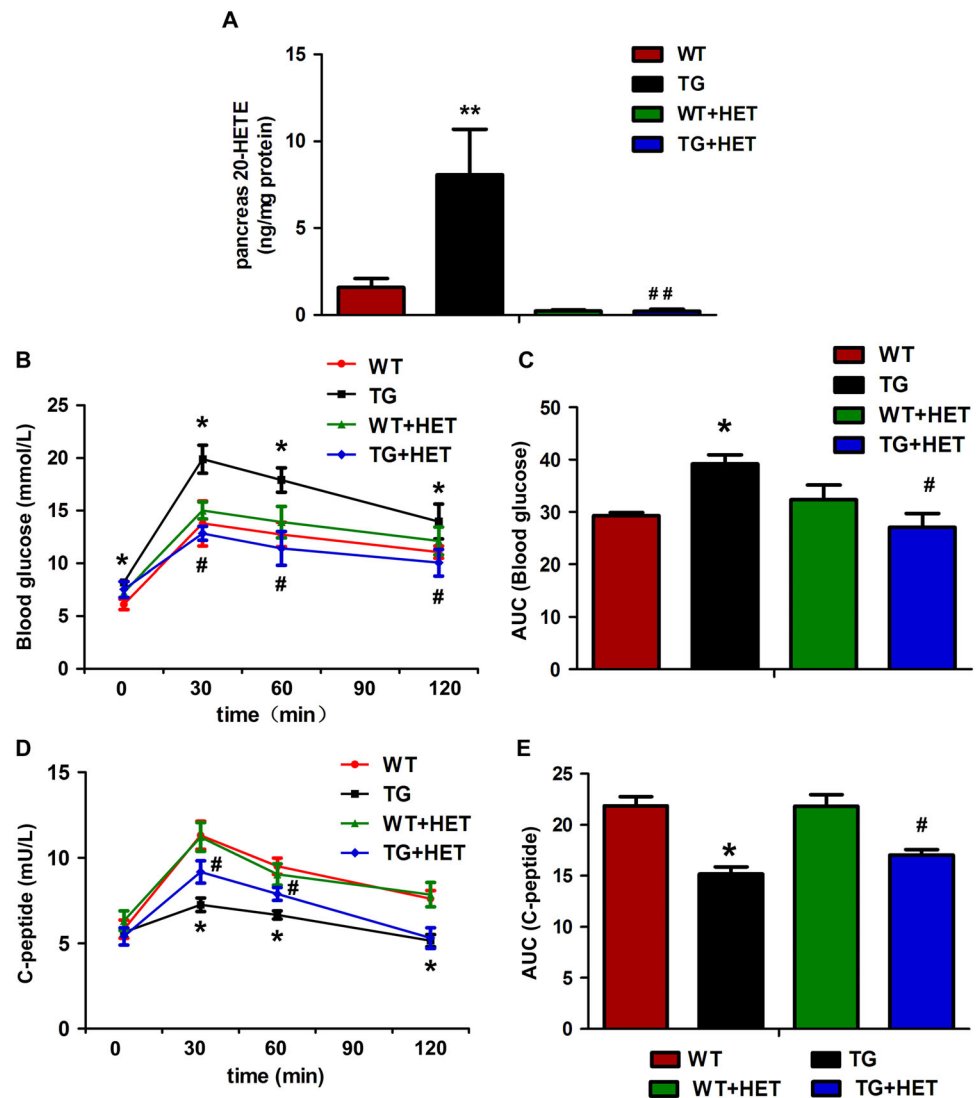 A
pancreas 20-HETE
(ng/mg protein)
15
10
5
0
**
##
WT
TG
WT+HET
TG+HET
B
WT
TG
WT+HET
TG+HET
Blood glucose (mmol/L)
25
20
15
10
5
0
*
*
*
*
#
#
#
0 30 60 90 120
time（min）
C
WT
TG
WT+HET
TG+HET
AUC (Blood glucose)
50
40
30
20
10
0
*
#
D
WT
TG
WT+HET
TG+HET
C-peptide (mU/L)
15
10
5
0
#
#
*
*
*
0 30 60 90 120
time (min)
E
AUC (C-peptide)
25
20
15
10
5
0
*
#
WT TG
WT+HET TG+HET